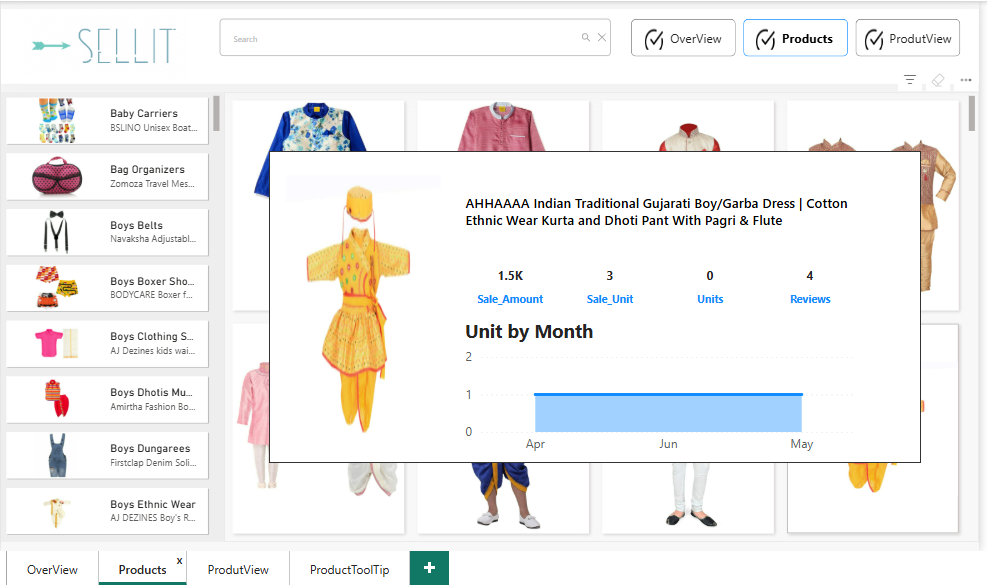 SELLIT
Search
OverView
Products
ProdutView
Baby Carriers
BSLINO Unisex Boat...
Bag Organizers
Zomoza Travel Mes...
Boys Belts
Navaksha Adjustabl...
Boys Boxer Sho...
BODYCARE Boxer f...
Boys Clothing S...
AJ Dezines kids wai...
Boys Dhotis Mu...
Amirtha Fashion Bo...
Boys Dungarees
Firstclap Denim Soli...
Boys Ethnic Wear
AJ DEZINES Boy's R...
AHHAAAA Indian Traditional Gujarati Boy/Garba Dress | Cotton
Ethnic Wear Kurta and Dhoti Pant With Pagri & Flute
1.5K 3 0 4
Sale_Amount Sale_Unit Units Reviews
Unit by Month
2
1
0
Apr Jun May
OverView Products x ProdutView ProductToolTip +